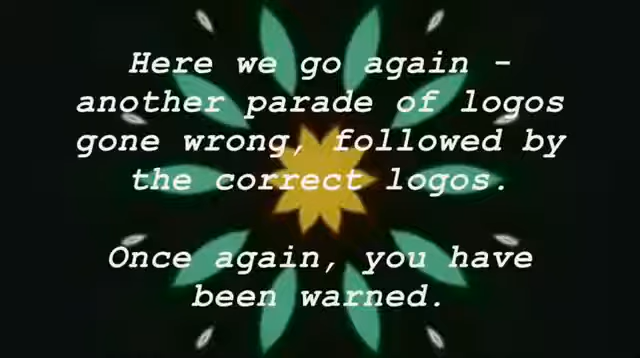 Here we go again -
another parade of logos
gone wrong, followed by
the correct logos.
Once again, you have
been warned.